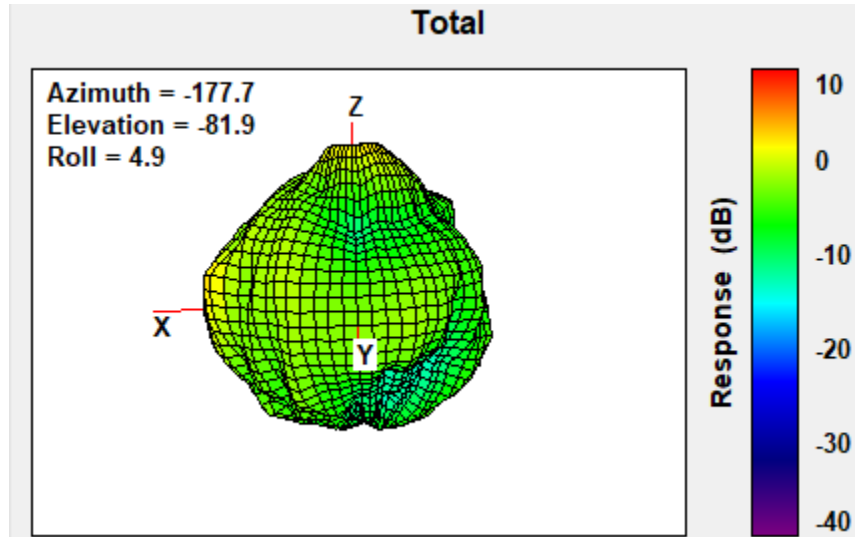 Total
Azimuth = -177.7
Elevation = -81.9
Roll = 4.9
Z
X
Y
Response (dB)
10
0
-10
-20
-30
-40